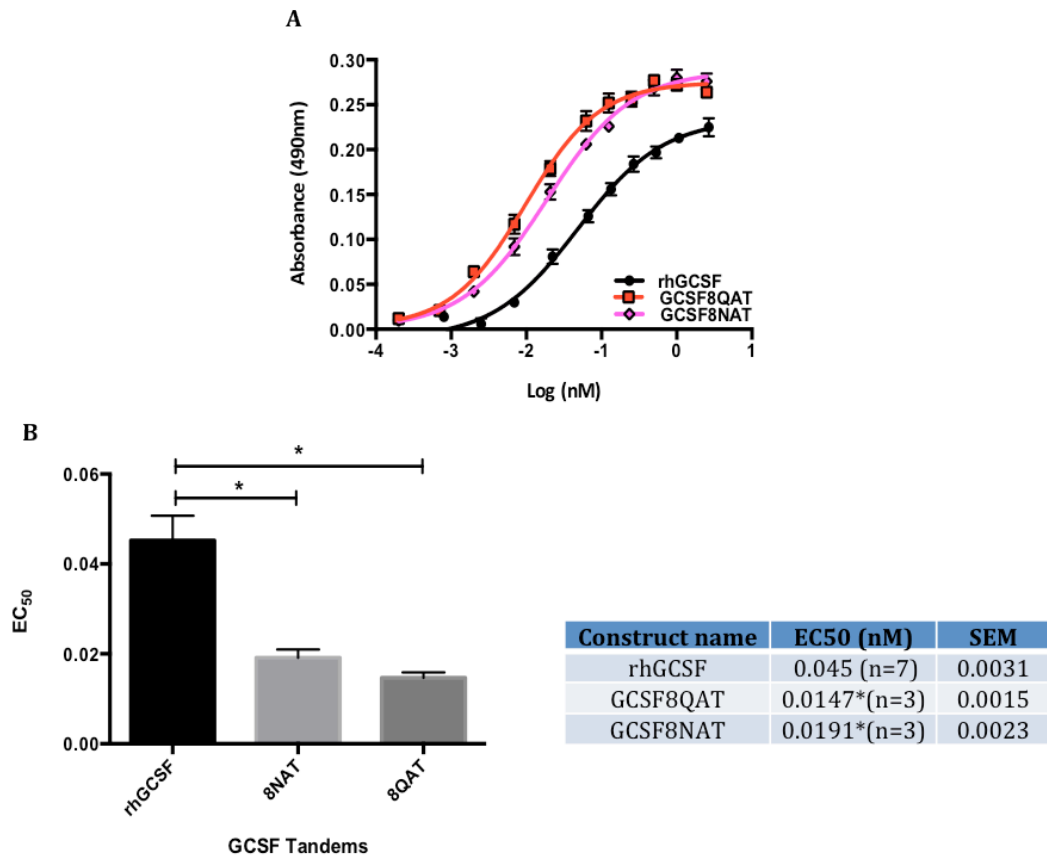 A
Absorbance (490nm)
0.30
0.25
0.20
0.15
0.10
0.05
0.00
-4 -3 -2 -1 0 1
Log (nM)
rhGCSF
GCSF8QAT
GCSF8NAT
B
* 
*
EC50
0.06
0.04
0.02
0.00
rhGCSF 8NAT 8QAT
GCSF Tandems
Construct name EC50 (nM) SEM
rhGCSF 0.045 (n=7) 0.0031
GCSF8QAT 0.0147*(n=3) 0.0015
GCSF8NAT 0.0191*(n=3) 0.0023